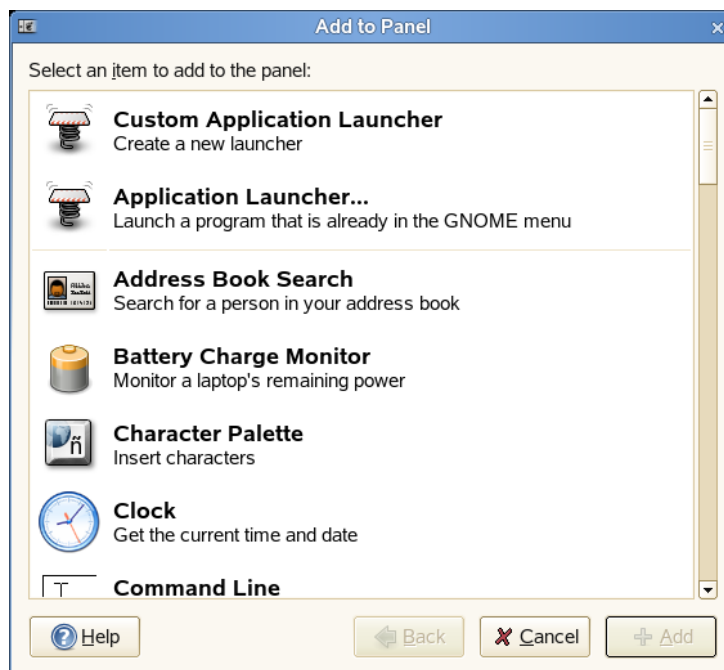 Add to Panel
Select an item to add to the panel:
Custom Application Launcher
Create a new launcher
Application Launcher...
Launch a program that is already in the GNOME menu
Address Book Search
Search for a person in your address book
Battery Charge Monitor
Monitor a laptop's remaining power
ñ
Character Palette
Insert characters
Clock
Get the current time and date
Command Line
Help
Back
Cancel
Add